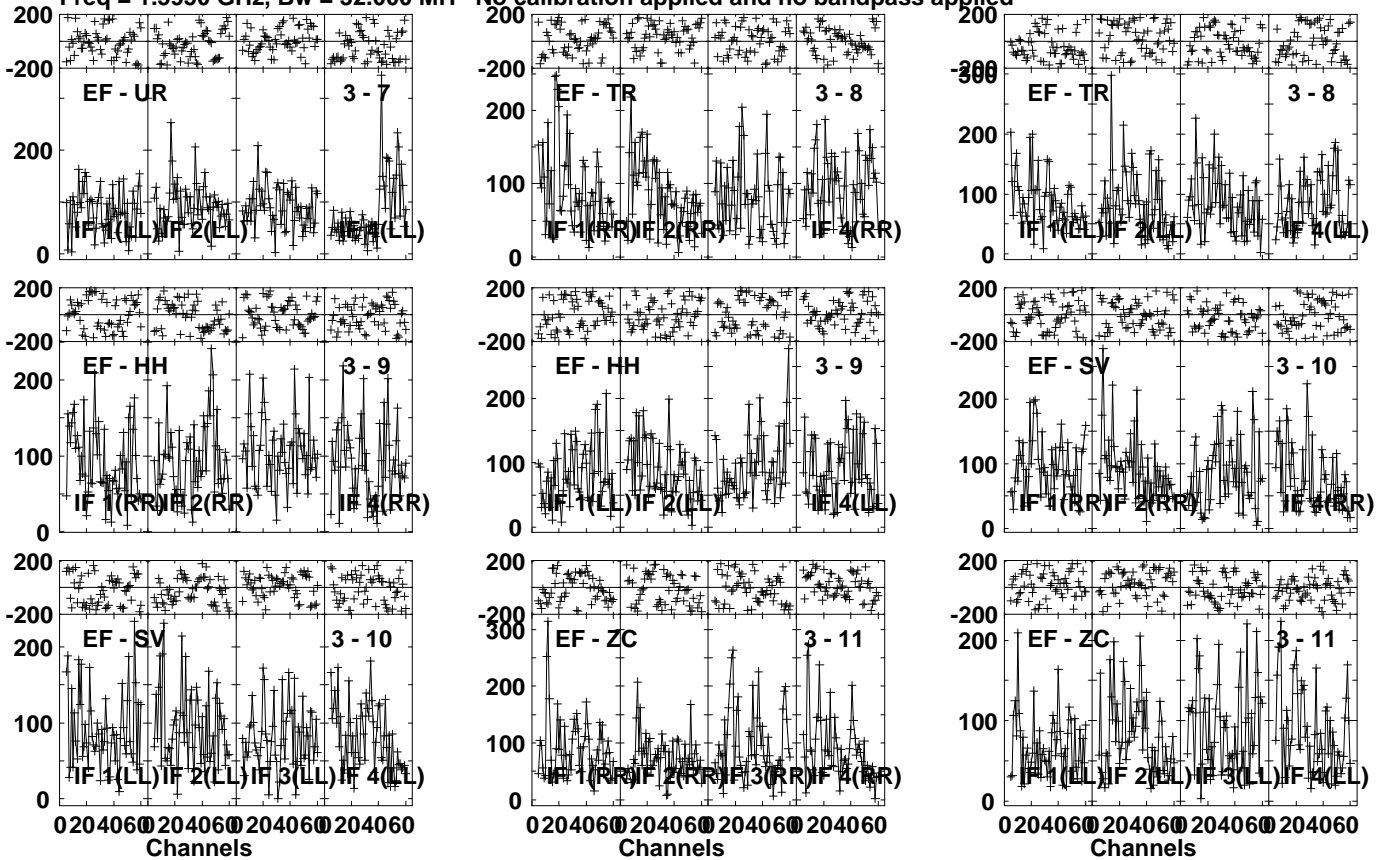 Freq = 1.5950 GHz, Bw = 32.000 MH No calibration applied and no bandpass applied
200 200 200
-200 -200
300
EF - UR 3 - 7 EF - TR 3 - 8 EF - TR 3 - 8
200 200 200
100 100
IF 1(LL) IF 2(LL) IF 4(LL) IF 1(RR) IF 2(RR) IF 4(RR) IF 1(LL) IF 2(LL) IF 4(LL)
0 0 0
200 200 200
-200 -200 -200
EF - HH 3 - 9 EF - HH 3 - 9 EF - SV 3 - 10
200 200 200
100 100 100
IF 1(RR) IF 2(RR) IF 4(RR) IF 1(LL) IF 2(LL) IF 4(LL) IF 1(RR) IF 2(RR) IF 4(RR)
0 0 0
200 200 200
-200 -200 -200
EF - SV 3 - 10 EF - ZC 3 - 11 EF - ZC 3 - 11
200 300 200
200
100 100 100
IF 1(LL) IF 2(LL) IF 3(LL) IF 4(LL) IF 1(RR) IF 2(RR) IF 3(RR) IF 4(RR) IF 1(LL) IF 2(LL) IF 3(LL) IF 4(LL)
0 0 0
0 20 40 60 0 20 40 60 0 20 40 60 0 20 40 60 0 20 40 60 0 20 40 60 0 20 40 60 0 20 40 60 0 20 40 60 0 20 40 60 0 20 40 60 0 20 40 60
Channels Channels Channels